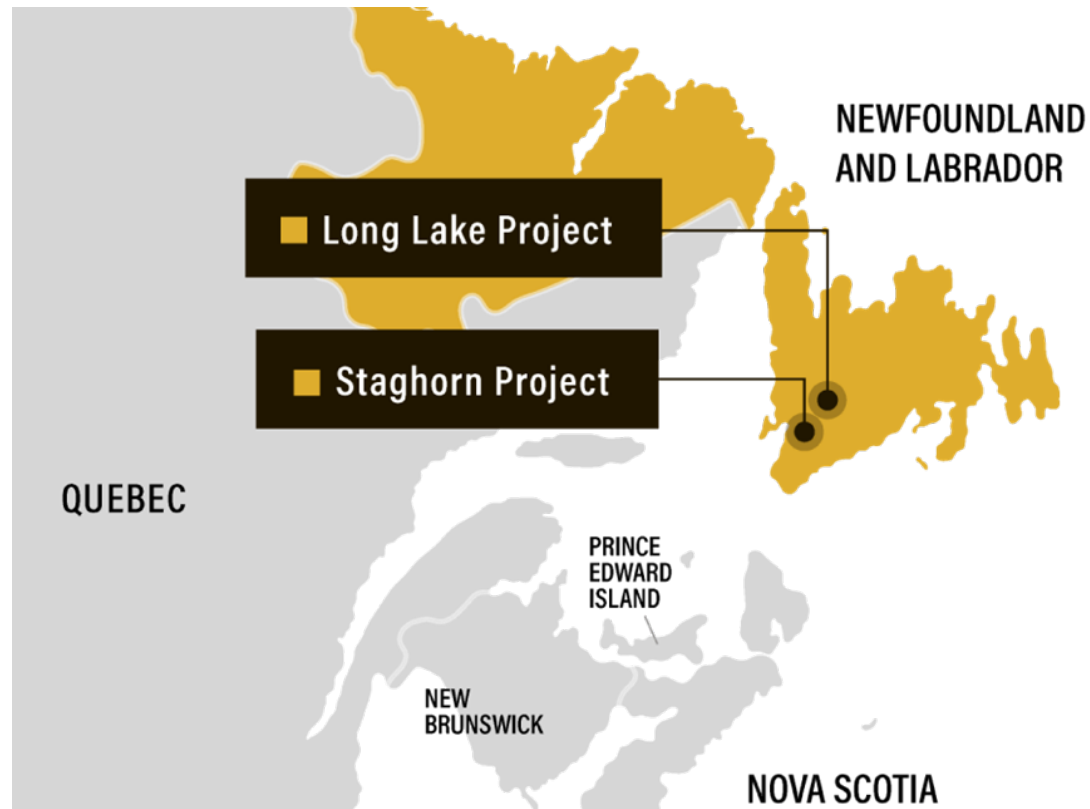 NEWFOUNDLAND
AND LABRADOR
Long Lake Project
Staghorn Project
QUEBEC
PRINCE
EDWARD
ISLAND
NEW
BRUNSWICK
NOVA SCOTIA